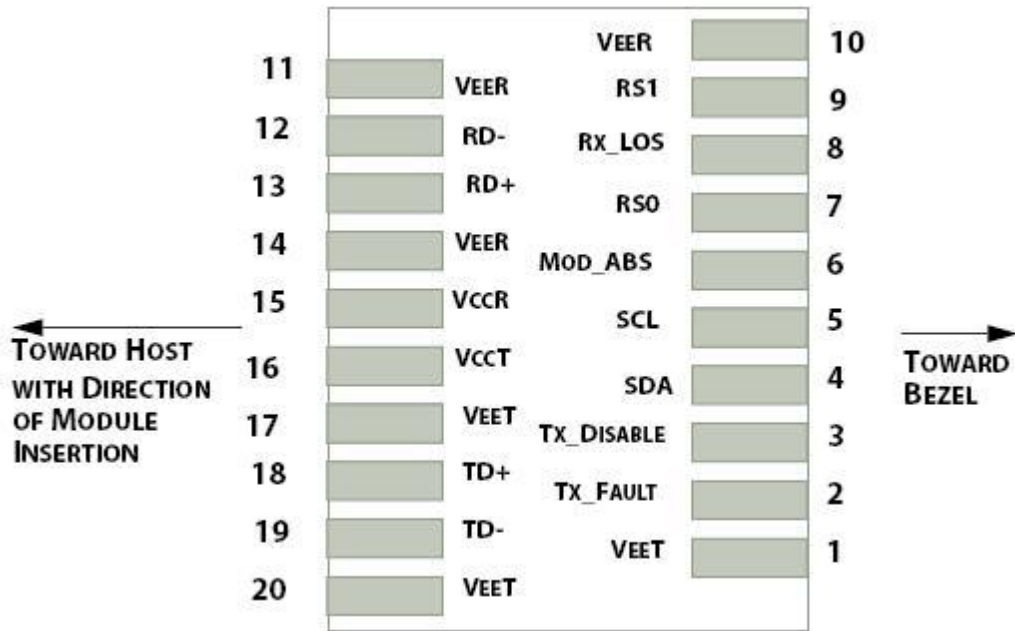 VEER 10
11 VEER
RS1 9
12 RD-
RX_LOS 8
13 RD+
RS0 7
14 VEER
MOD_ABS 6
15 VCCR
SCL 5
16 VCCT
SDA 4
17 VEET
TX_DISABLE 3
18 TD+
TX_FAULT 2
19 TD-
VEET 1
20 VEET
TOWARD HOST
WITH DIRECTION
OF MODULE
INSERTION
TOWARD
BEZEL